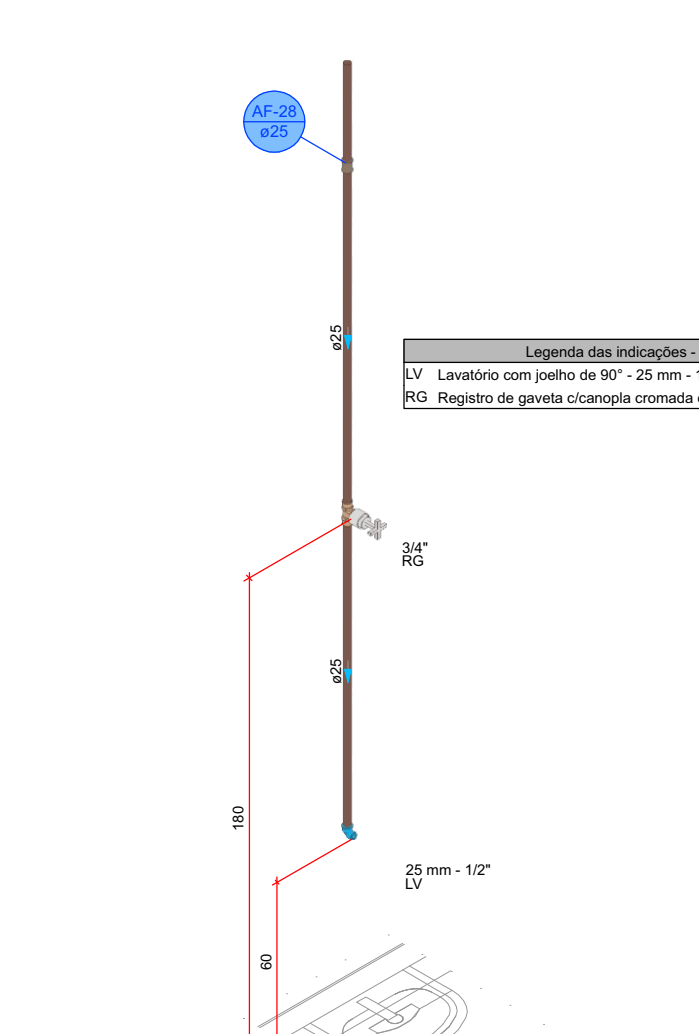 AF-28
ø25
ø25
Legenda das indicações -
LV Lavatório com joelho de 90° - 25 mm -
RG Registro de gaveta c/canopla cromada
3/4"
RG
ø25
180
25 mm - 1/2"
LV
60